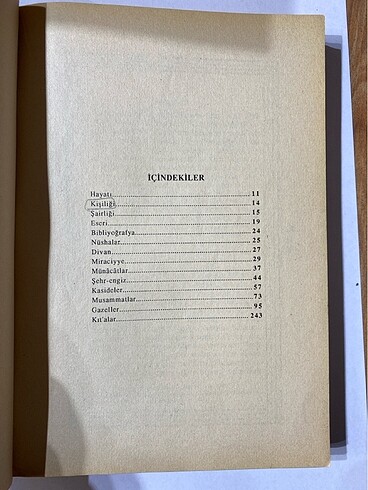 İÇİNDEKİLER
Hayatı 11
Kişiliği 14
Şairliği 15
Eseri 19
Bibliyoğrafya 24
Nüshalar 25
Divan 27
Miraciyye 29
Münâcâtlar 37
Şehr-engiz 44
Kasideler 57
Musammatlar 73
Gazeller 95
Kıt'alar 243